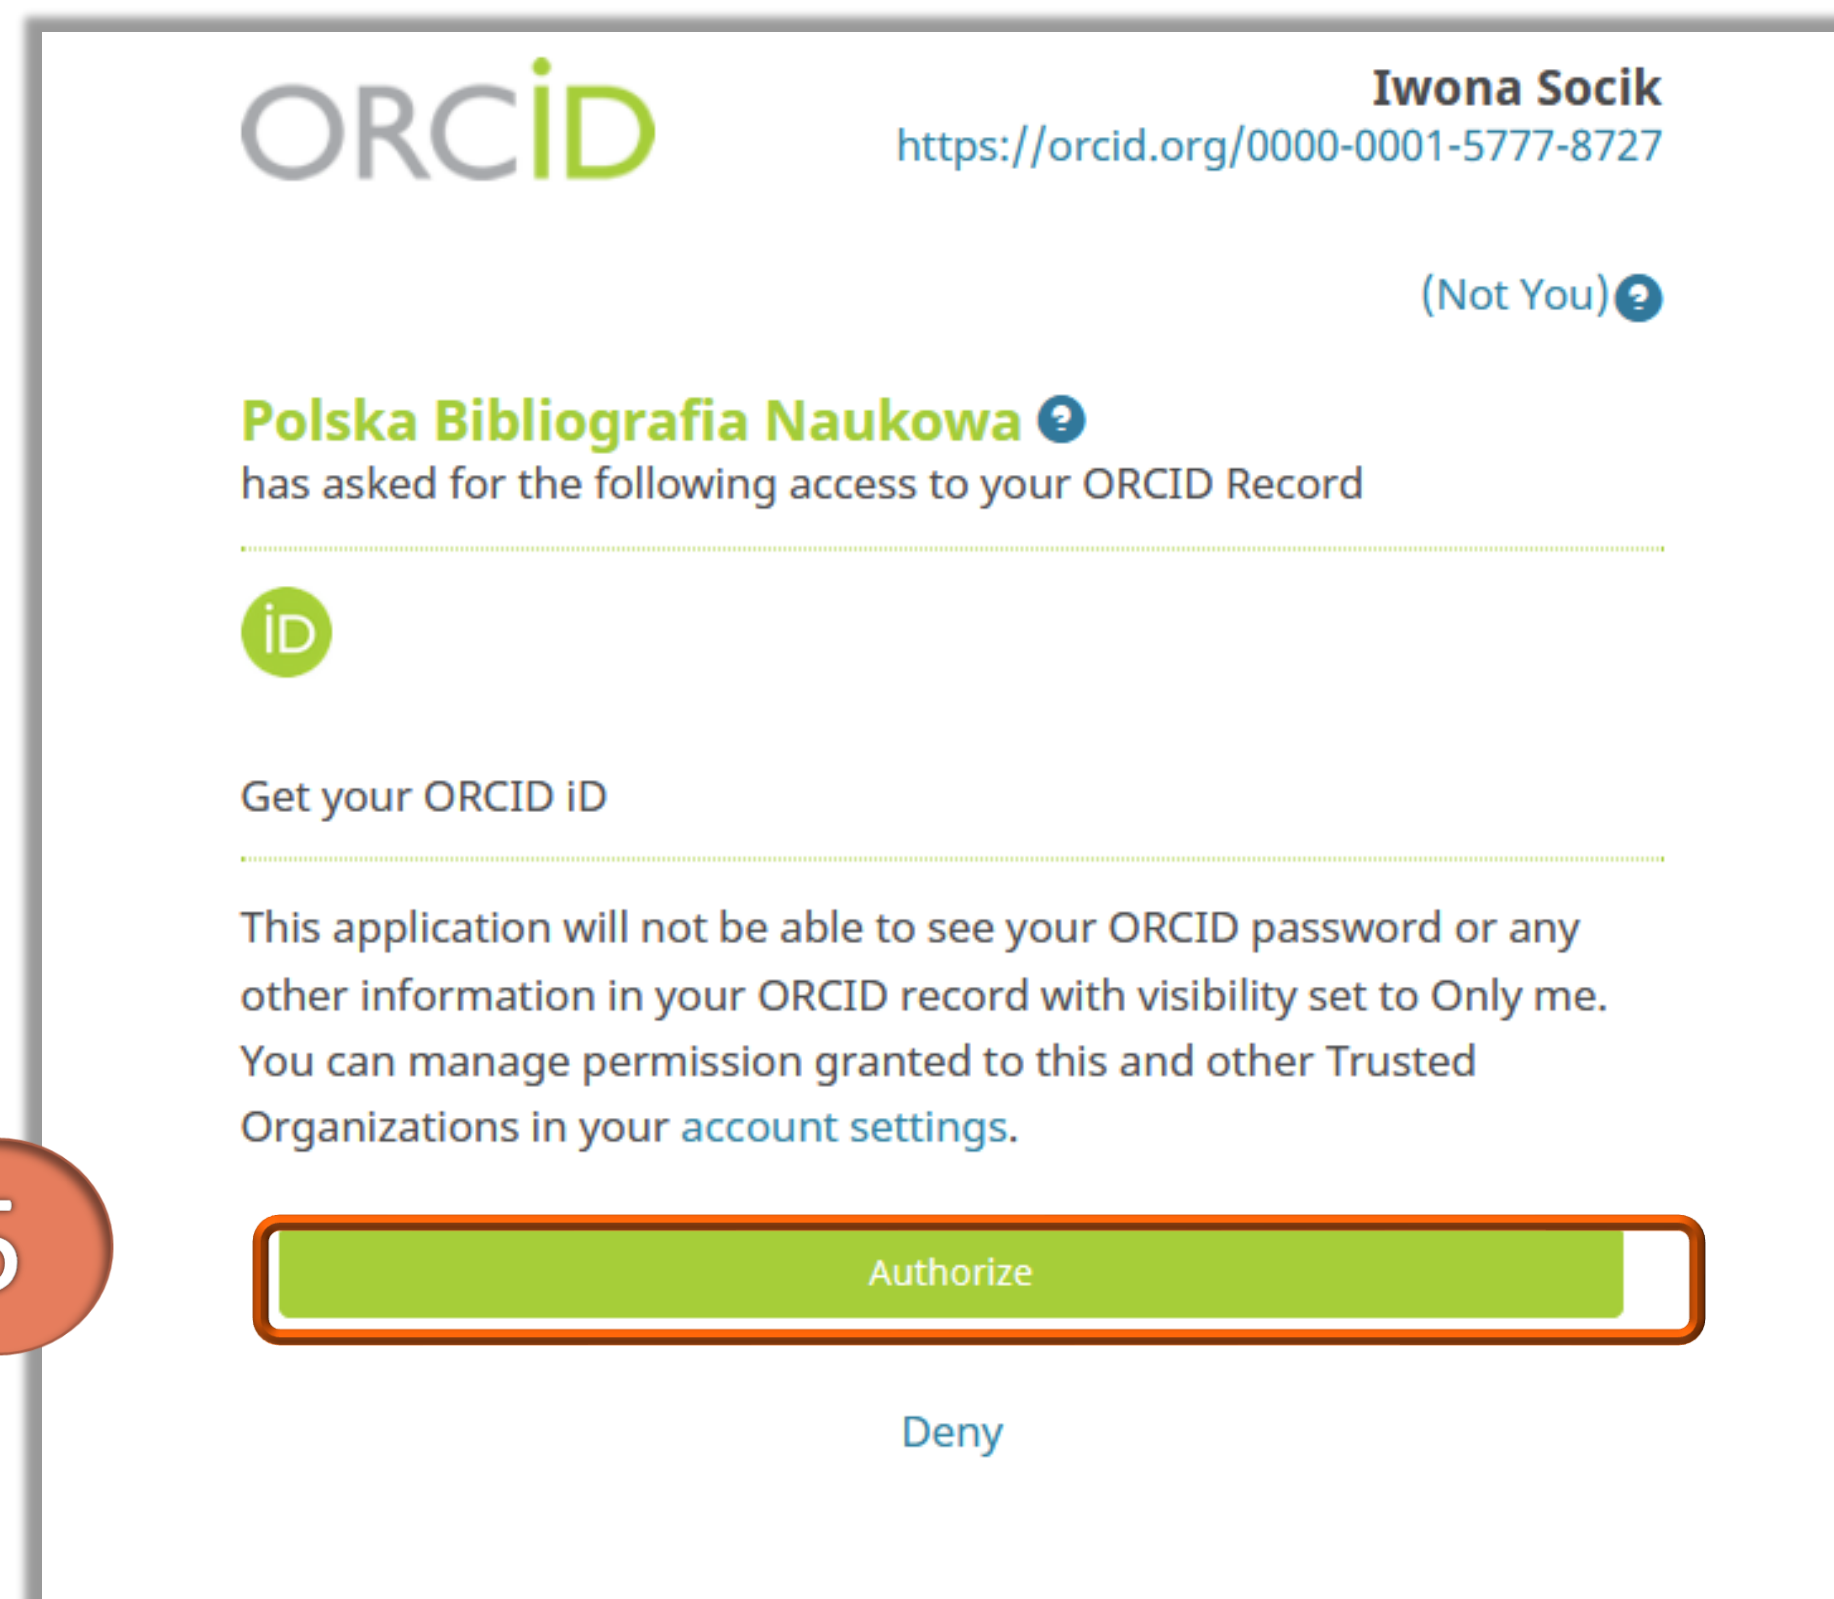 ORCID
Iwona Socik
https://orcid.org/0000-0001-5777-8727
(Not You)?
Polska Bibliografia Naukowa ?
has asked for the following access to your ORCID Record
iD
Get your ORCID iD
This application will not be able to see your ORCID password or any
other information in your ORCID record with visibility set to Only me.
You can manage permission granted to this and other Trusted
Organizations in your account settings.
5
Authorize
Deny